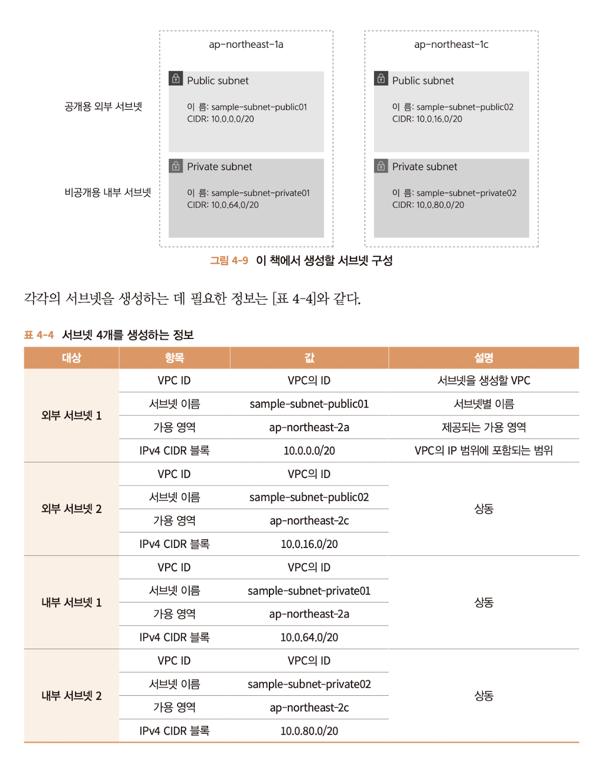 ap-northeast-1a
ap-northeast-1c
공개용 외부 서브넷
Public subnet
이 름: sample-subnet-public01
CIDR: 10.0.0.0/20
Public subnet
이 름: sample-subnet-public02
CIDR: 10.0.16.0/20
비공개용 내부 서브넷
Private subnet
이 름: sample-subnet-private01
CIDR: 10.0.64.0/20
Private subnet
이 름: sample-subnet-private02
CIDR: 10.0.80.0/20
그림 4-9 이 책에서 생성할 서브넷 구성
각각의 서브넷을 생성하는 데 필요한 정보는 [표 4-4]와 같다.
표 4-4 서브넷 4개를 생성하는 정보
대상 항목 값 설명
외부 서브넷 1
VPC ID VPC의 ID 서브넷을 생성할 VPC
서브넷 이름 sample-subnet-public01 서브넷별 이름
가용 영역 ap-northeast-2a 제공되는 가용 영역
IPv4 CIDR 블록 10.0.0.0/20 VPC의 IP 범위에 포함되는 범위
외부 서브넷 2
VPC ID VPC의 ID
서브넷 이름 sample-subnet-public02
가용 영역 ap-northeast-2c
IPv4 CIDR 블록 10.0.16.0/20
상동
내부 서브넷 1
VPC ID VPC의 ID
서브넷 이름 sample-subnet-private01
가용 영역 ap-northeast-2a
IPv4 CIDR 블록 10.0.64.0/20
상동
내부 서브넷 2
VPC ID VPC의 ID
서브넷 이름 sample-subnet-private02
가용 영역 ap-northeast-2c
IPv4 CIDR 블록 10.0.80.0/20
상동